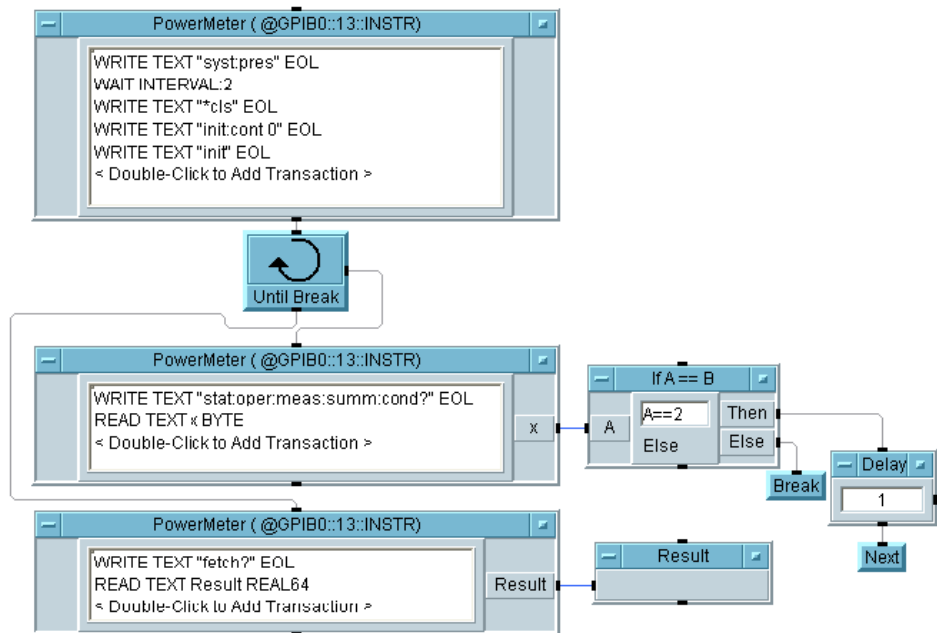 PowerMeter ( @GPIB0::13::INSTR)
WRITE TEXT "syst:pres" EOL
WAIT INTERVAL:2
WRITE TEXT "*cls" EOL
WRITE TEXT "init:cont 0" EOL
WRITE TEXT "init" EOL
< Double-Click to Add Transaction >
Until Break
PowerMeter ( @GPIB0::13::INSTR)
WRITE TEXT "stat:oper:meas:summ:cond?" EOL
READ TEXT x BYTE
< Double-Click to Add Transaction >
x
If A == B
A
A==2
Then
Else
Else
Break
Delay
1
Next
PowerMeter ( @GPIB0::13::INSTR)
WRITE TEXT "fetch?" EOL
READ TEXT Result REAL64
< Double-Click to Add Transaction >
Result
Result